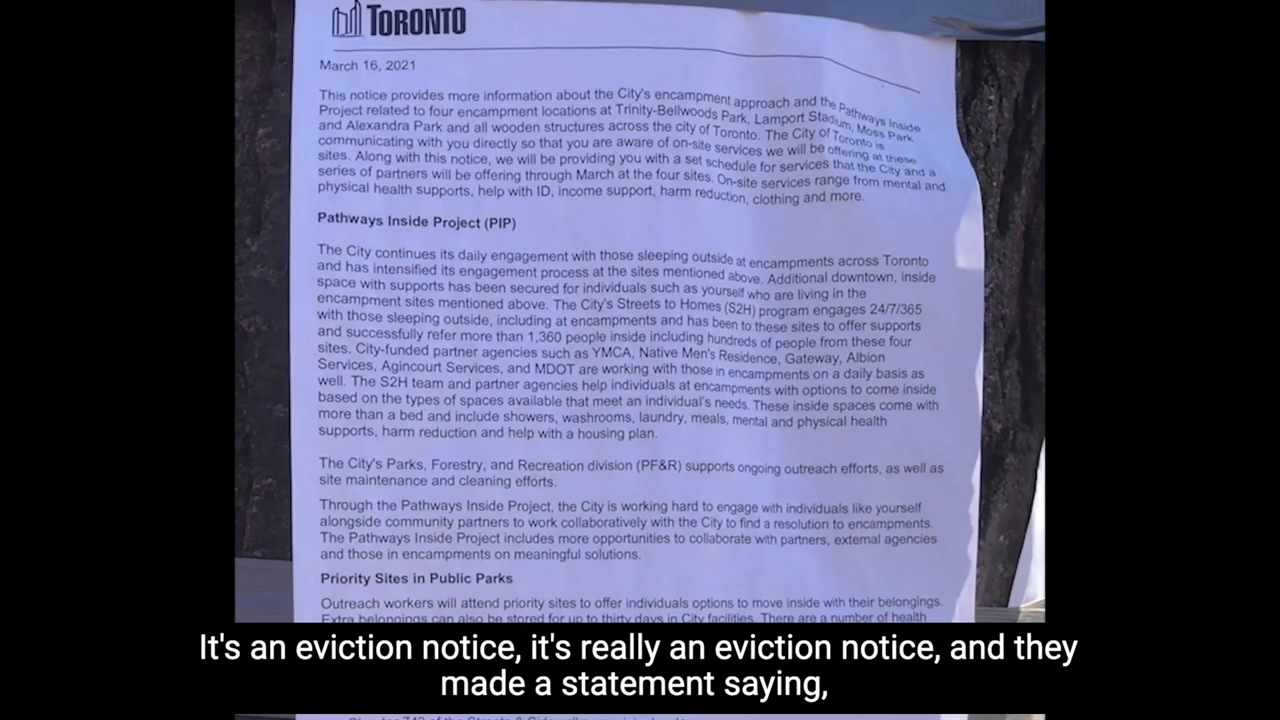 TORONTO
March 16, 2021
This notice provides more information about the City's encampment approach and the Pathways Inside
Project related to four encampment locations at Trinity-Bellwoods Park, Lamport Stadium, Moss Park
and Alexandra Park and all wooden structures across the city of Toronto. The City of Toronto is
communicating with you directly so that you are aware of on-site services we will be offering at these
sites. Along with this notice, we will be providing you with a set schedule for services that the City and a
series of partners will be offering through March at the four sites. On-site services range from mental and
physical health supports, help with ID, income support, harm reduction, clothing and more.
Pathways Inside Project (PIP)
The City continues its daily engagement with those sleeping outside at encampments across Toronto
and has intensified its engagement process at the sites mentioned above. Additional downtown, inside
space with supports has been secured for individuals such as yourself who are living in the
encampment sites mentioned above. The City's Streets to Homes (S2H) program engages 24/7/365
with those sleeping outside, including at encampments and has been to these sites to offer supports
and successfully refer more than 1,360 people inside including hundreds of people from these four
sites. City-funded partner agencies such as YMCA, Native Men's Residence, Gateway, Albion
Services, Agincourt Services, and MDOT are working with those in encampments on a daily basis as
well. The S2H team and partner agencies help individuals at encampments with options to come inside
based on the types of spaces available that meet an individual's needs. These inside spaces come with
more than a bed and include showers, washrooms, laundry, meals, mental and physical health
supports, harm reduction and help with a housing plan.
The City's Parks, Forestry, and Recreation division (PF&R) supports ongoing outreach efforts, as well as
site maintenance and cleaning efforts.
Through the Pathways Inside Project, the City is working hard to engage with individuals like yourself
alongside community partners to work collaboratively with the City to find a resolution to encampments.
The Pathways Inside Project includes more opportunities to collaborate with partners, external agencies
and those in encampments on meaningful solutions.
Priority Sites in Public Parks
Outreach workers will attend priority sites to offer individuals options to move inside with their belongings.
Extra belongings can also be stored for up to thirty days in City facilities. There are a number of health
It's an eviction notice, it's really an eviction notice, and they
made a statement saying,